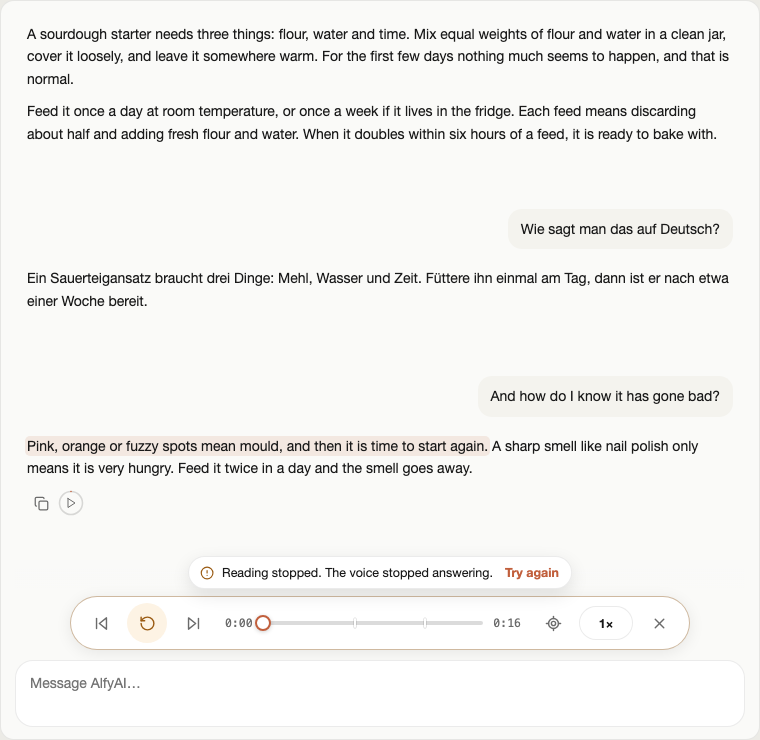 A sourdough starter needs three things: flour, water and time. Mix equal weights of flour and water in a clean jar,
cover it loosely, and leave it somewhere warm. For the first few days nothing much seems to happen, and that is
normal.
Feed it once a day at room temperature, or once a week if it lives in the fridge. Each feed means discarding
about half and adding fresh flour and water. When it doubles within six hours of a feed, it is ready to bake with.
Wie sagt man das auf Deutsch?
Ein Sauerteigansatz braucht drei Dinge: Mehl, Wasser und Zeit. Füttere ihn einmal am Tag, dann ist er nach etwa
einer Woche bereit.
And how do I know it has gone bad?
Pink, orange or fuzzy spots mean mould, and then it is time to start again. A sharp smell like nail polish only
means it is very hungry. Feed it twice in a day and the smell goes away.
Reading stopped. The voice stopped answering. Try again
0:00 0:16 1×
Message AlfyAI…